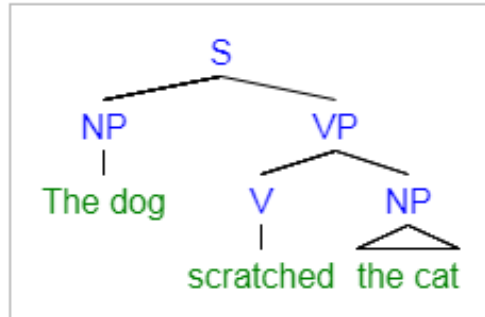 S
NP VP
The dog V NP
scratched the cat